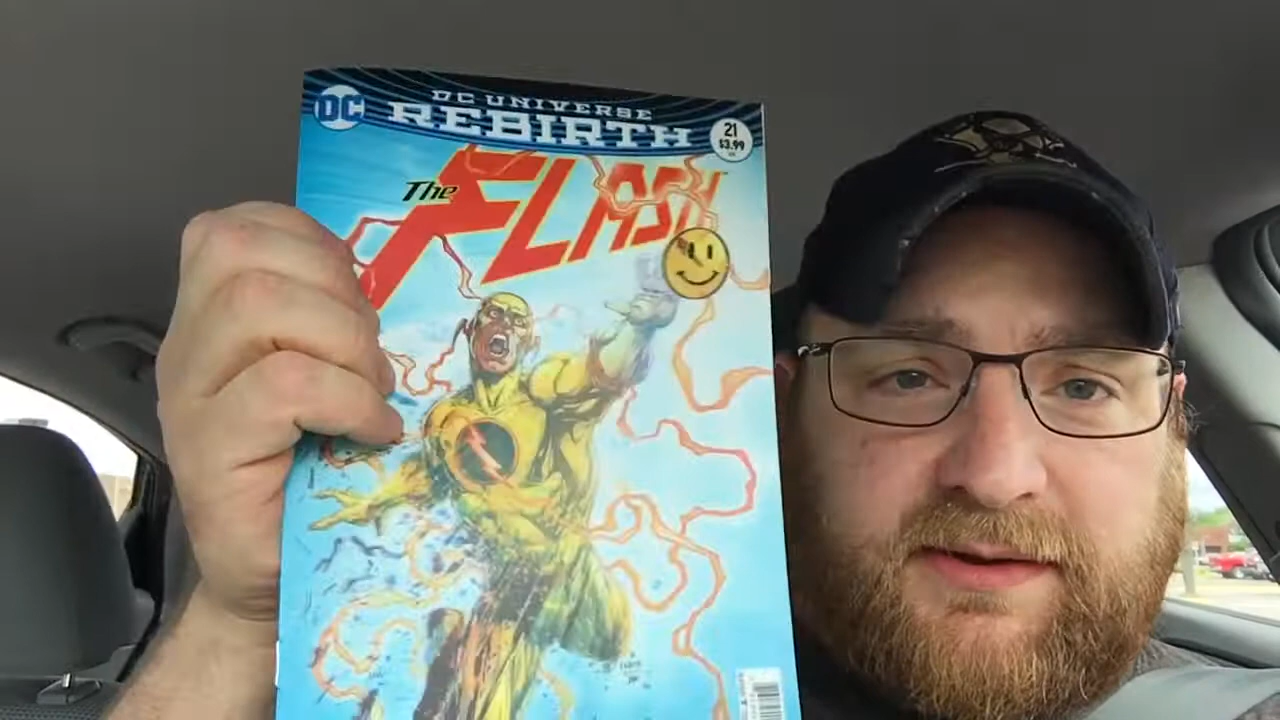 DC
DC UNIVERSE
REBIRTH
21
$3.99
The
FLASH